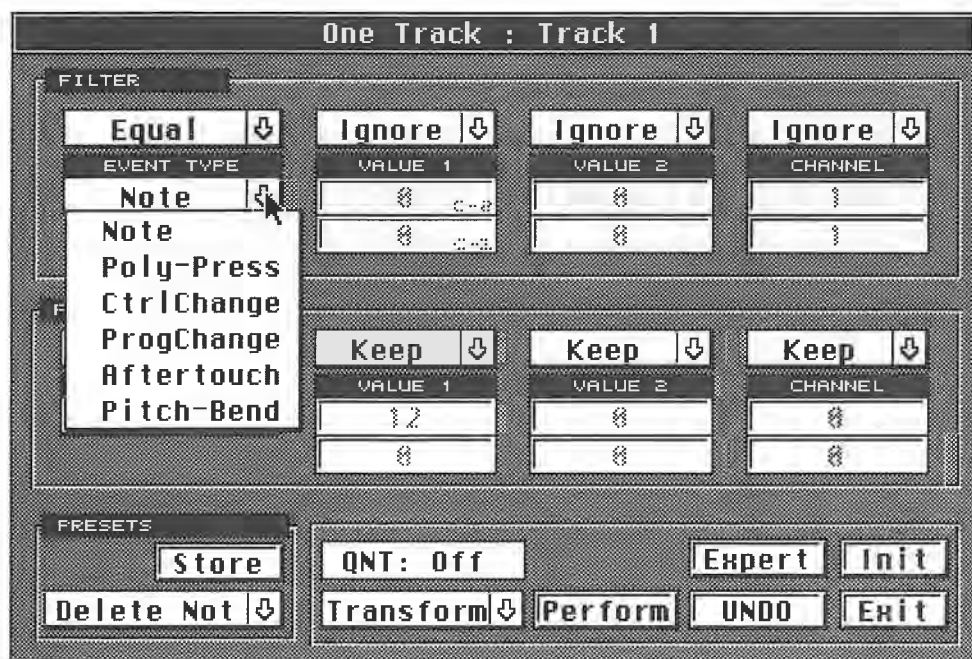 One Track : Track 1
FILTER
Equal Ignore Ignore Ignore
EVENT TYPE VALUE 1 VALUE 2 CHANNEL
Note 0 0 1
0 0 1
Note
Poly-Press
CtrlChange
ProgChange
Aftertouch
Pitch-Bend
Keep Keep Keep
VALUE 1 VALUE 2 CHANNEL
12 0 0
0 0 0
PRESETS
Store QNT: Off Expert Init
Delete Not Transform Perform UNDO Exit